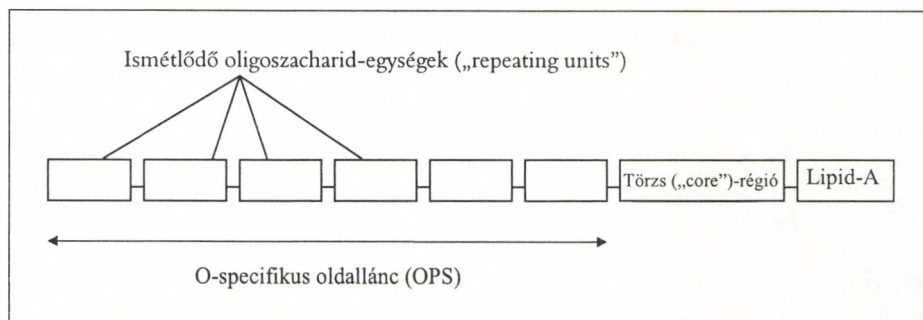 Ismétlődő oligoszacharid-egységek („repeating units”)
Törzs („core”)-régió
Lipid-A
O-specifikus oldallánc (OPS)